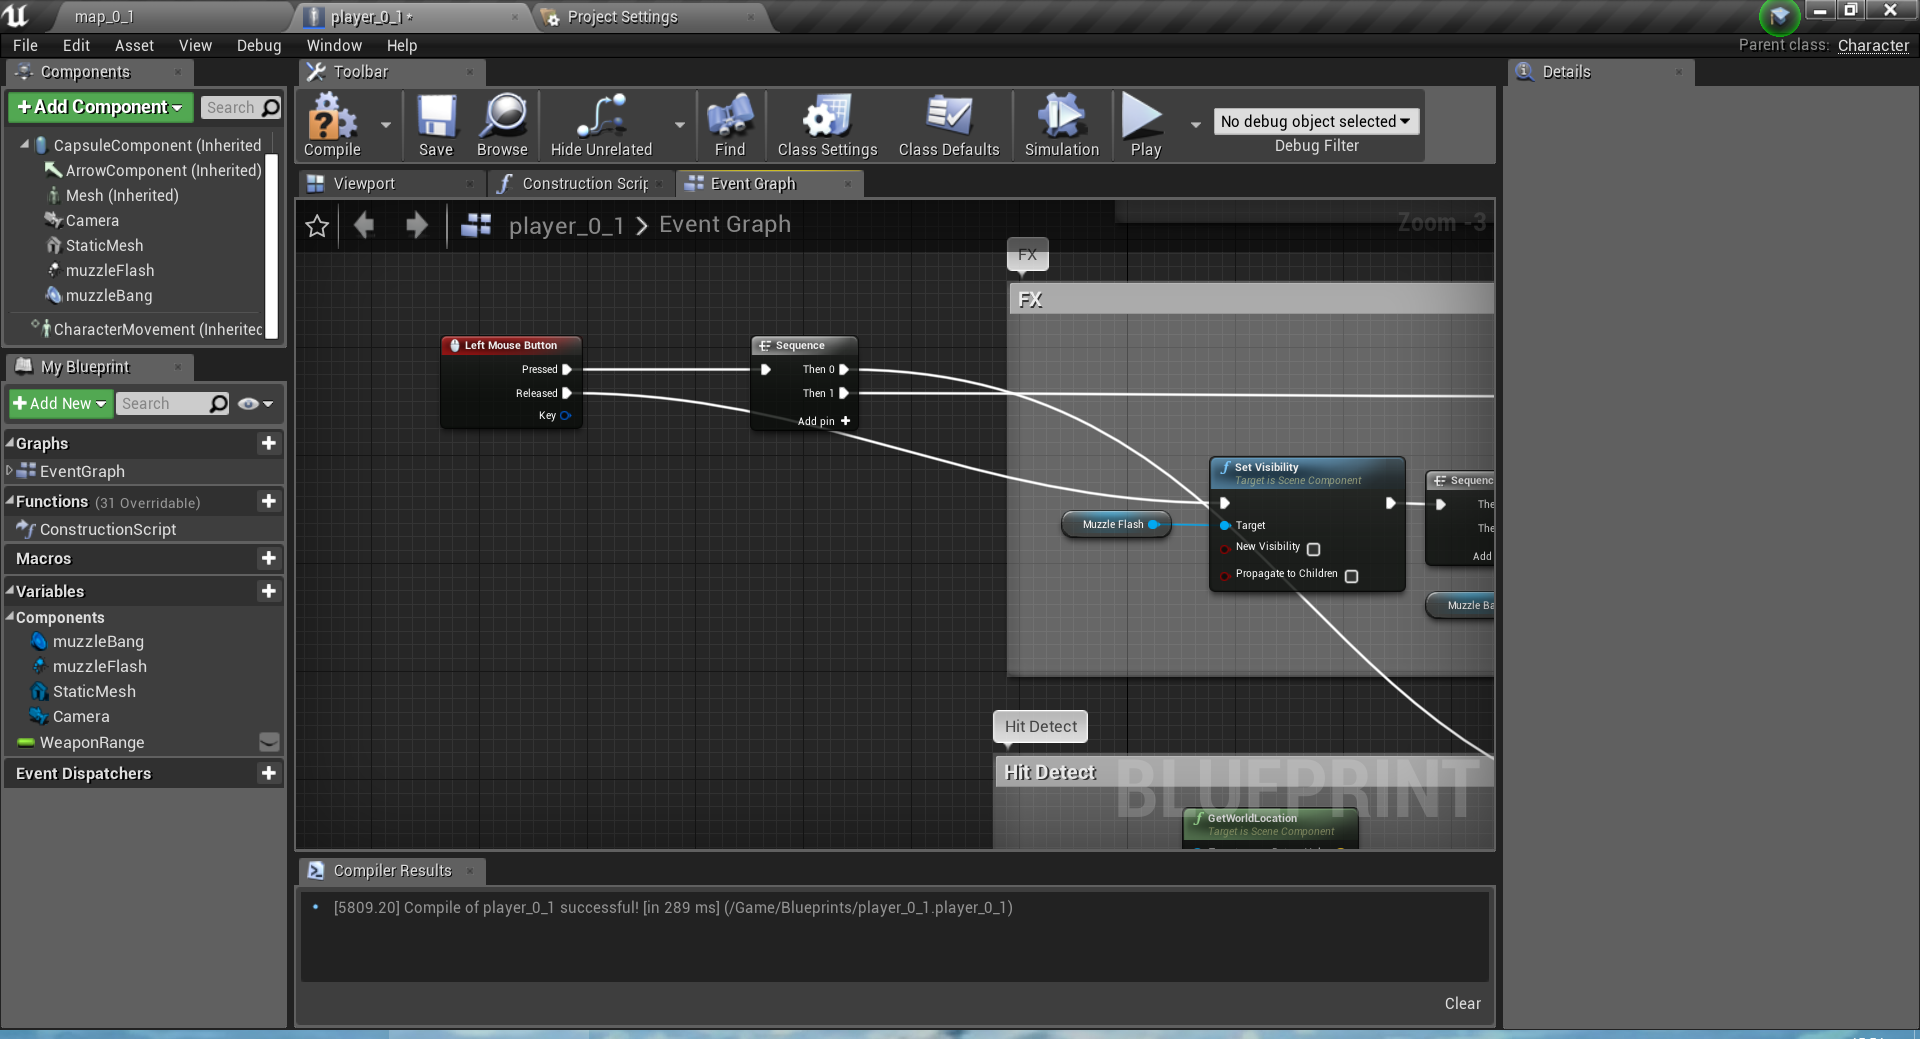 map_0_1
player_0_1*
Project Settings
File
Edit
Asset
View
Debug
Window
Help
Parent class:
Character
Components
Toolbar
Details
+Add Component
Search
CapsuleComponent (Inherited
ArrowComponent (Inherited)
Mesh (Inherited)
Camera
StaticMesh
muzzleFlash
muzzleBang
CharacterMovement (Inherited
Compile
Save
Browse
Hide Unrelated
Find
Class Settings
Class Defaults
Simulation
Play
No debug object selected
Debug Filter
Viewport
Construction Scrip
Event Graph
player_0_1 > Event Graph
Zoom -3
FX
FX
Left Mouse Button
Pressed
Released
Key
Sequence
Then 0
Then 1
Add pin +
Set Visibility
Target is Scene Component
Target
New Visibility
Propagate to Children
Muzzle Flash
Sequenc
The
The
Add
Muzzle Ba
Hit Detect
Hit Detect
BLUEPRINT
GetWorldLocation
Target is Scene Component
My Blueprint
+Add New
Search
Graphs
EventGraph
Functions (31 Overridable)
ConstructionScript
Macros
Variables
Components
muzzleBang
muzzleFlash
StaticMesh
Camera
WeaponRange
Event Dispatchers
Compiler Results
[5809.20] Compile of player_0_1 successful! [in 289 ms] (/Game/Blueprints/player_0_1.player_0_1)
Clear